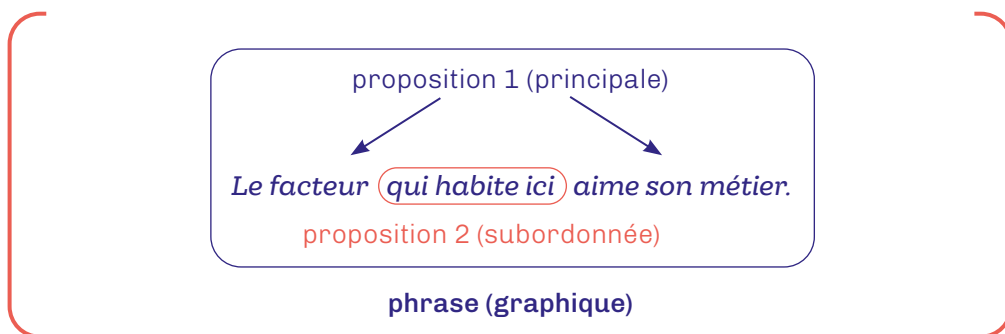 proposition 1 (principale)
Le facteur qui habite ici aime son métier.
proposition 2 (subordonnée)
phrase (graphique)